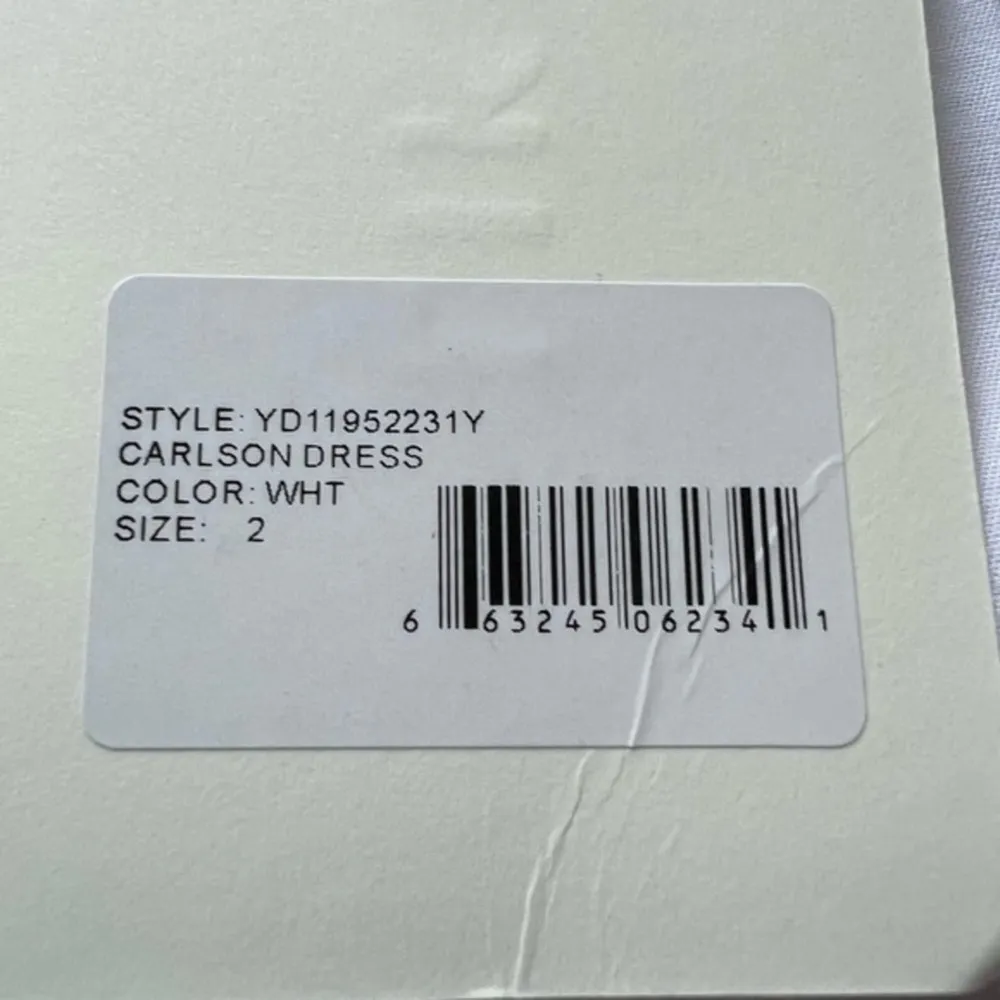 STYLE: YD11952231Y
CARLSON DRESS
COLOR: WHT
SIZE: 2
6 63245 06234 1